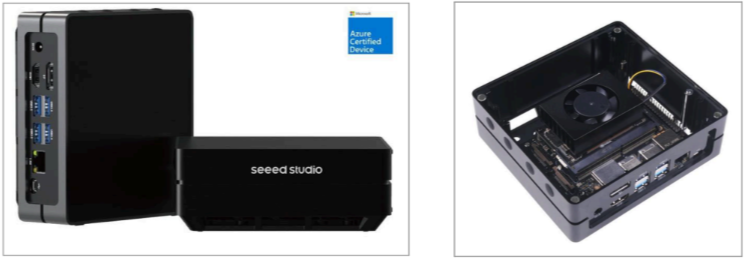 Microsoft
Azure
Certified
Device
seeed studio